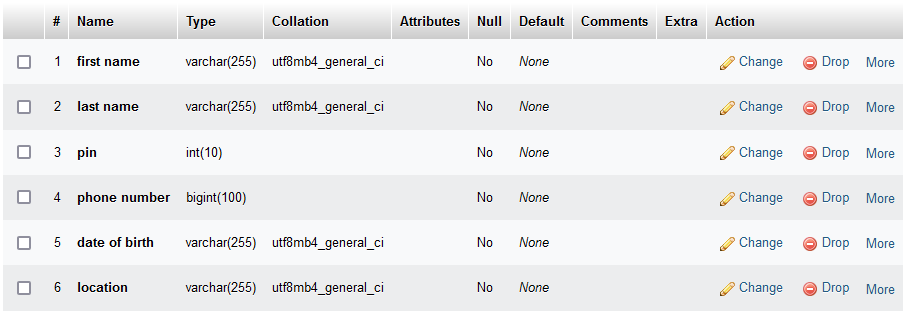 # Name Type Collation Attributes Null Default Comments Extra Action
1 first name varchar(255) utf8mb4_general_ci No None Change Drop More
2 last name varchar(255) utf8mb4_general_ci No None Change Drop More
3 pin int(10) No None Change Drop More
4 phone number bigint(100) No None Change Drop More
5 date of birth varchar(255) utf8mb4_general_ci No None Change Drop More
6 location varchar(255) utf8mb4_general_ci No None Change Drop More